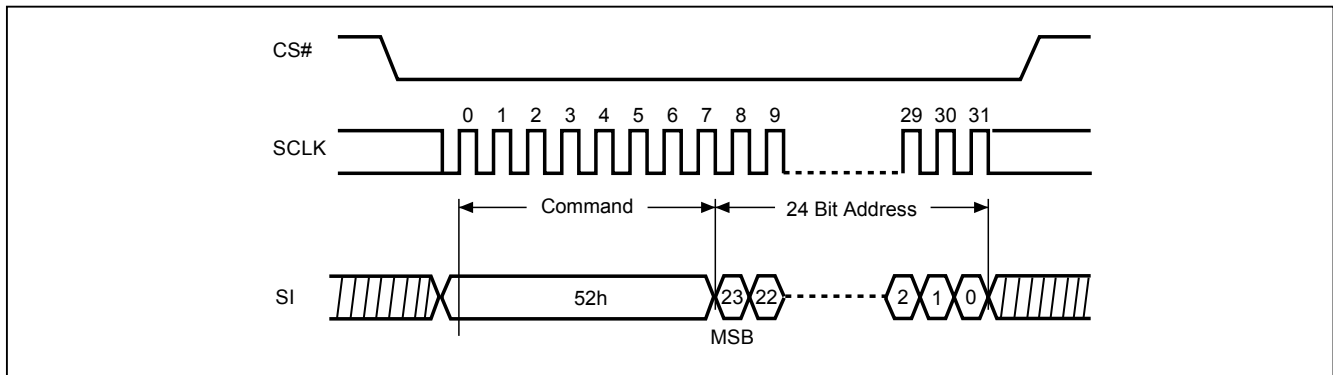 CS#
0 1 2 3 4 5 6 7 8 9 29 30 31
SCLK
Command 24 Bit Address
SI 52h 23 22 2 1 0
MSB